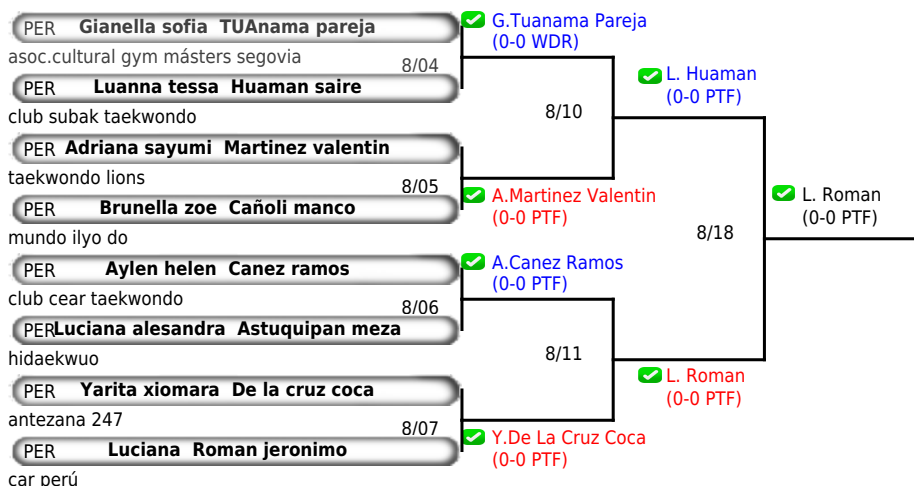 PER Gianella sofia TUAnama pareja
asoc.cultural gym másters segovia
8/04
PER Luanna tessa Huaman saire
club subak taekwondo
PER Adriana sayumi Martinez valentin
taekwondo lions
8/05
PER Brunella zoe Cañoli manco
mundo ilyo do
PER Aylen helen Canez ramos
club cear taekwondo
8/06
PER Luciana alesandra Astuquipan meza
hidaekwuo
PER Yarita xiomara De la cruz coca
antezana 247
8/07
PER Luciana Roman jeronimo
car perú
G.Tuanama Pareja
(0-0 WDR)
8/10
A.Martinez Valentin
(0-0 PTF)
A.Canez Ramos
(0-0 PTF)
8/11
Y.De La Cruz Coca
(0-0 PTF)
L. Huaman
(0-0 PTF)
8/18
L. Roman
(0-0 PTF)
L. Roman
(0-0 PTF)